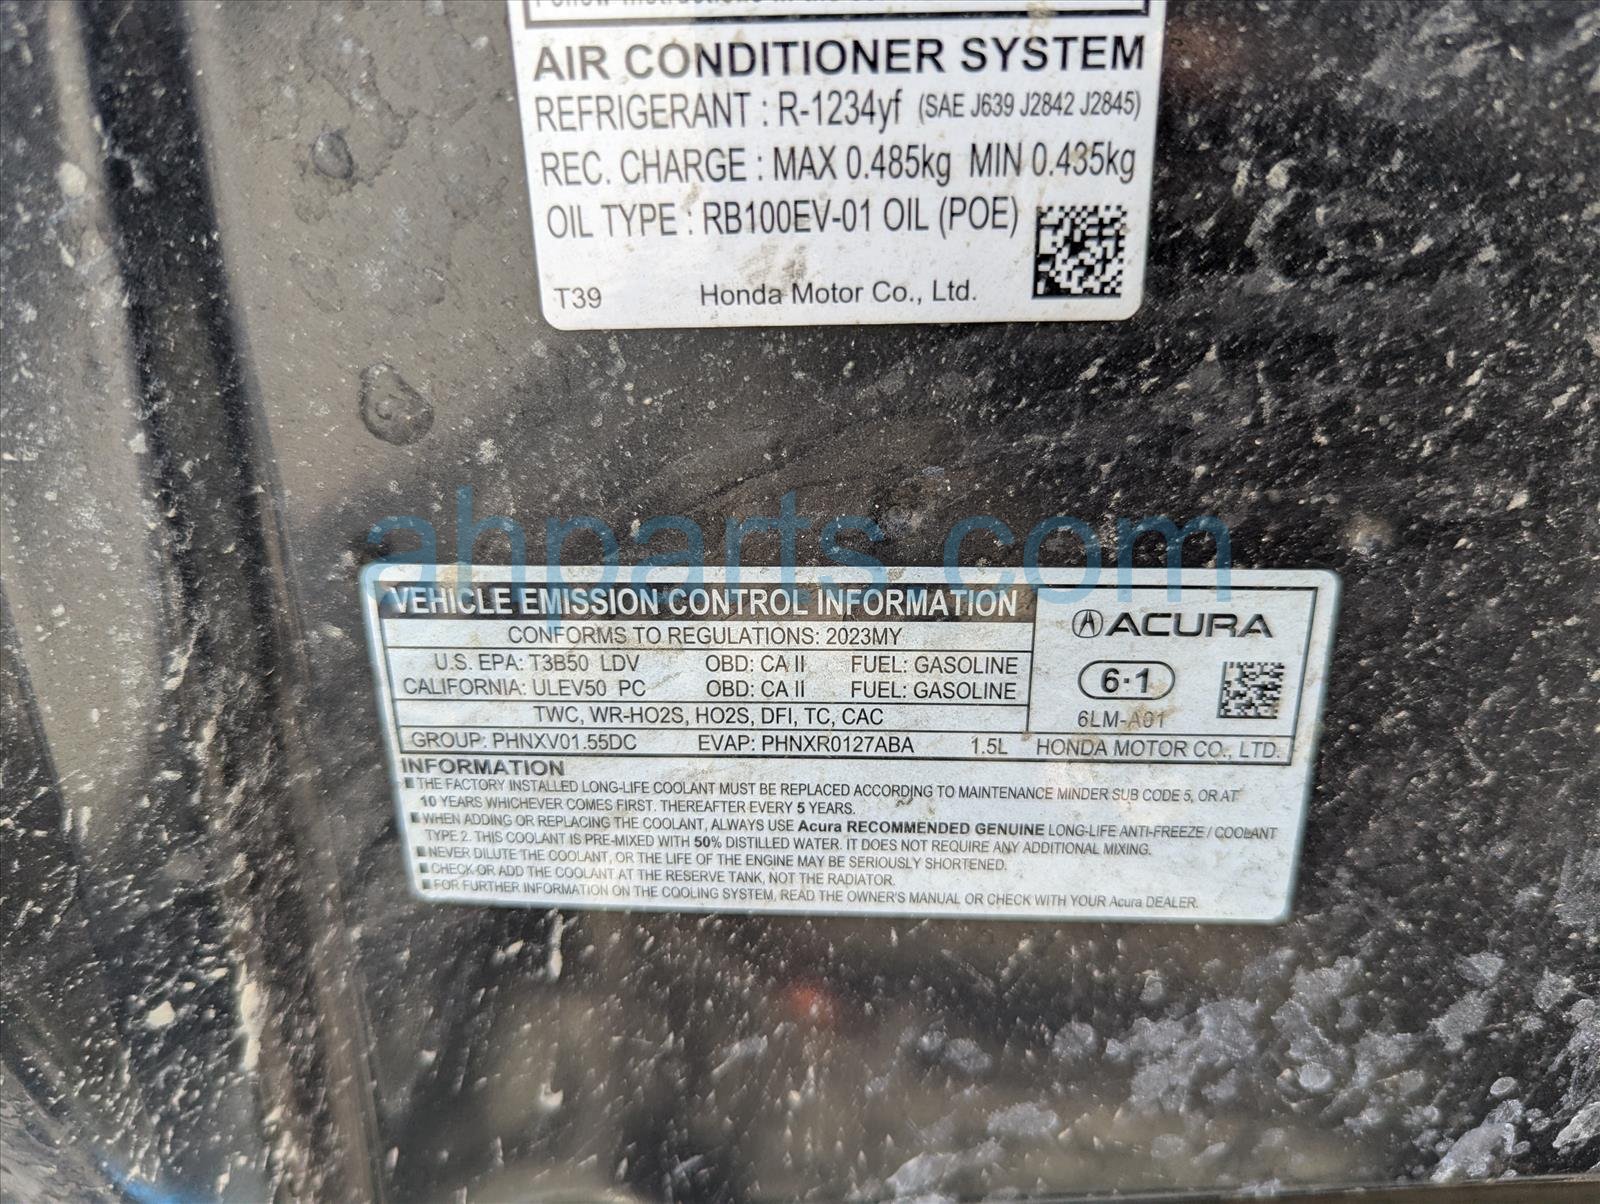 AIR CONDITIONER SYSTEM
REFRIGERANT : R-1234yf (SAE J639 J2842 J2845)
REC. CHARGE : MAX 0.485kg MIN 0.435kg
OIL TYPE : RB100EV-01 OIL (POE)
T39 Honda Motor Co., Ltd.
ahparts.com
VEHICLE EMISSION CONTROL INFORMATION
CONFORMS TO REGULATIONS: 2023MY
U.S. EPA: T3B50 LDV OBD: CA II FUEL: GASOLINE
CALIFORNIA: ULEV50 PC OBD: CA II FUEL: GASOLINE
TWC, WR-HO2S, HO2S, DFI, TC, CAC
GROUP: PHNXV01.55DC EVAP: PHNXR0127ABA 1.5L
ACURA
6·1
6LM-A01
HONDA MOTOR CO., LTD.
INFORMATION
■ THE FACTORY INSTALLED LONG-LIFE COOLANT MUST BE REPLACED ACCORDING TO MAINTENANCE MINDER SUB CODE 5, OR AT
10 YEARS WHICHEVER COMES FIRST. THEREAFTER EVERY 5 YEARS.
■ WHEN ADDING OR REPLACING THE COOLANT, ALWAYS USE Acura RECOMMENDED GENUINE LONG-LIFE ANTI-FREEZE / COOLANT
TYPE 2. THIS COOLANT IS PRE-MIXED WITH 50% DISTILLED WATER. IT DOES NOT REQUIRE ANY ADDITIONAL MIXING.
■ NEVER DILUTE THE COOLANT, OR THE LIFE OF THE ENGINE MAY BE SERIOUSLY SHORTENED.
■ CHECK OR ADD THE COOLANT AT THE RESERVE TANK, NOT THE RADIATOR.
■ FOR FURTHER INFORMATION ON THE COOLING SYSTEM, READ THE OWNER'S MANUAL OR CHECK WITH YOUR Acura DEALER.